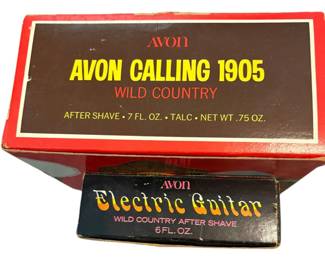 AVON
AVON CALLING 1905
WILD COUNTRY
AFTER SHAVE • 7 FL. OZ. • TALC • NET WT. .75 OZ.
AVON
Electric Guitar
WILD COUNTRY AFTER SHAVE
6 FL. OZ.